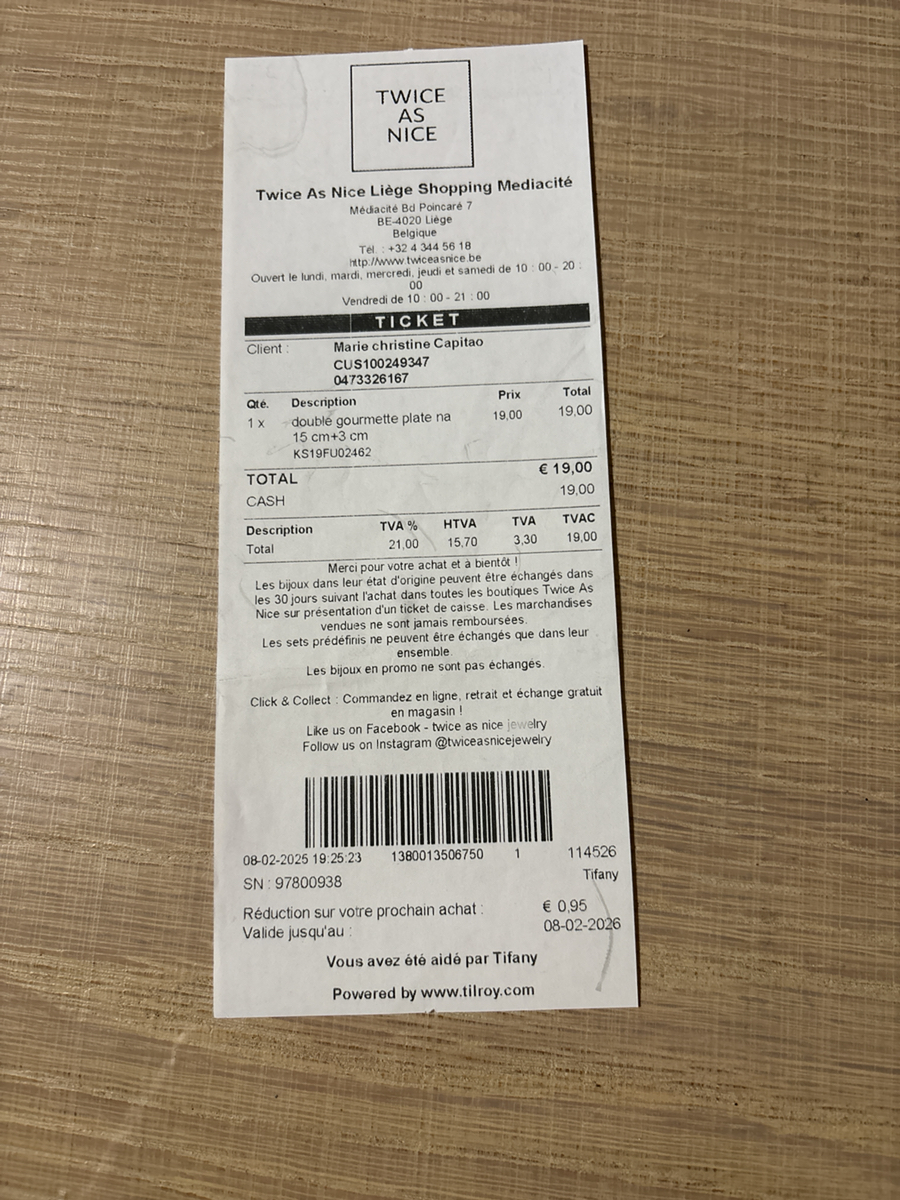 TWICE
AS
NICE
Twice As Nice Liège Shopping Mediacité
Médiacité Bd Poincaré 7
BE-4020 Liège
Belgique
Tél. : +32 4 344 56 18
http://www.twiceasnice.be
Ouvert le lundi, mardi, mercredi, jeudi et samedi de 10 : 00 - 20 :
00
Vendredi de 10 : 00 - 21 : 00
TICKET
Client : Marie christine Capitao
CUS100249347
0473326167
Qté. Description Prix Total
1 x double gourmette plate na 19,00 19,00
15 cm+3 cm
KS19FU02462
TOTAL € 19,00
CASH 19,00
Description TVA % HTVA TVA TVAC
Total 21,00 15,70 3,30 19,00
Merci pour votre achat et à bientôt !
Les bijoux dans leur état d'origine peuvent être échangés dans
les 30 jours suivant l'achat dans toutes les boutiques Twice As
Nice sur présentation d'un ticket de caisse. Les marchandises
vendues ne sont jamais remboursées.
Les sets prédéfinis ne peuvent être échangés que dans leur
ensemble.
Les bijoux en promo ne sont pas échangés.
Click & Collect : Commandez en ligne, retrait et échange gratuit
en magasin !
Like us on Facebook - twice as nice jewelry
Follow us on Instagram @twiceasnicejewelry
08-02-2025 19:25:23 1380013506750 1 114526
SN : 97800938 Tifany
Réduction sur votre prochain achat : € 0,95
Valide jusqu'au : 08-02-2026
Vous avez été aidé par Tifany
Powered by www.tilroy.com